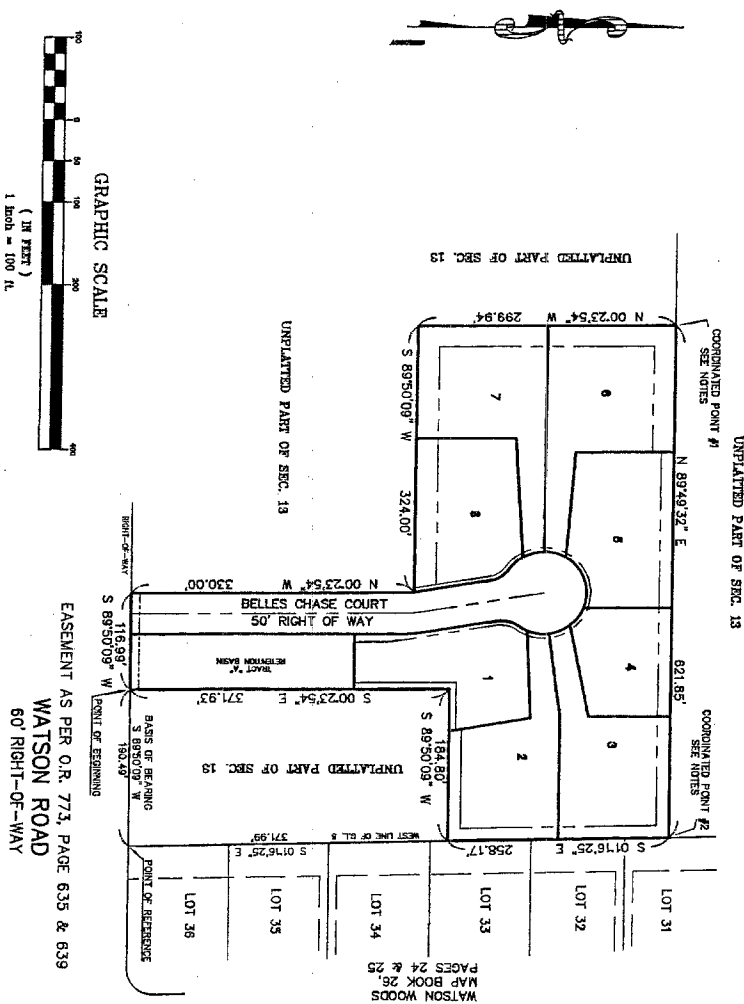 GRAPHIC SCALE
100
0
50
100
200
400
( IN FEET )
1 inch = 100 ft.
UNPLATTED PART OF SEC. 13
UNPLATTED PART OF SEC. 13
COORDINATED POINT #1
SEE NOTES
N 89°49'32" E
621.85'
COORDINATED POINT #2
SEE NOTES
N 00°23'54" W 299.94'
6
7
5
8
4
3
1
2
S 89°50'09" W
324.00'
UNPLATTED PART OF SEC. 13
N 00°23'54" W 330.00'
BELLES CHASE COURT
50' RIGHT OF WAY
TRACT "A"
RETENTION BASIN
S 00°23'54" E 371.93'
S 89°50'09" W
184.80'
S 01°16'25" E 258.17'
UNPLATTED PART OF SEC. 13
WEST LINE OF G.L. 5
S 01°16'25" E 371.99'
LOT 31
LOT 32
LOT 33
LOT 34
LOT 35
LOT 36
WATSON WOODS
MAP BOOK 26,
PAGES 24 & 25
RIGHT-OF-WAY
116.99'
S 89°50'09" W
POINT OF BEGINNING
BASIS OF BEARING
S 89°50'09" W
190.49'
POINT OF REFERENCE
EASEMENT AS PER O.R. 773, PAGE 635 & 639
WATSON ROAD
60' RIGHT-OF-WAY